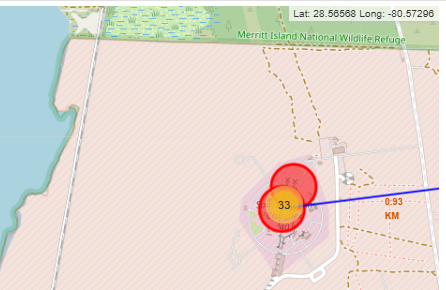 Lat: 28.56568 Long: -80.57296
Merritt Island National Wildlife Refuge
33
0.93
KM